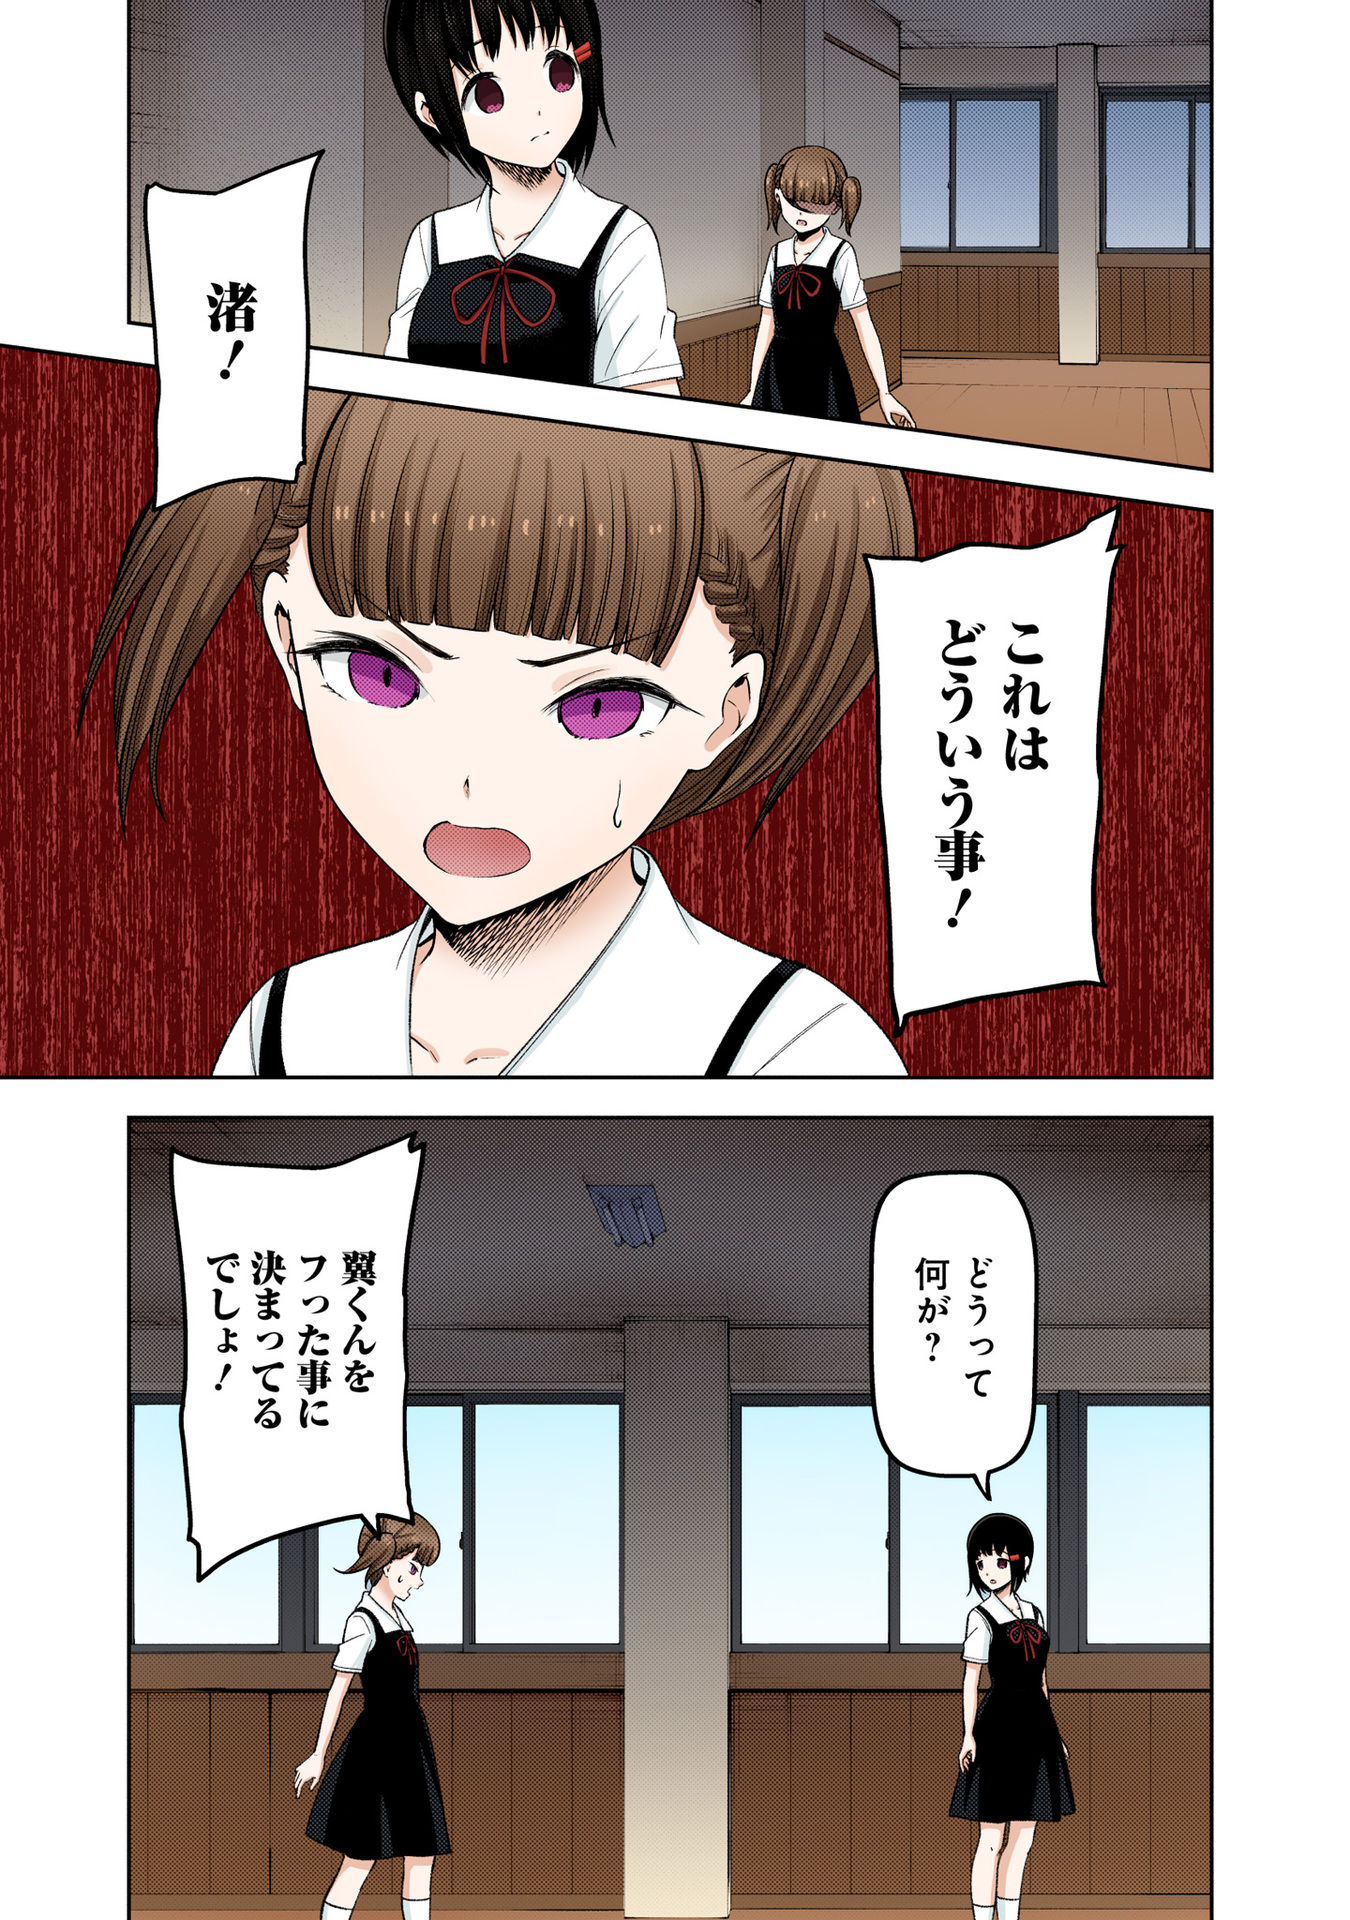 渚！
これは
どういう事！
どうって
何が？
翼くんを
フった事に
決まってる
でしょ！